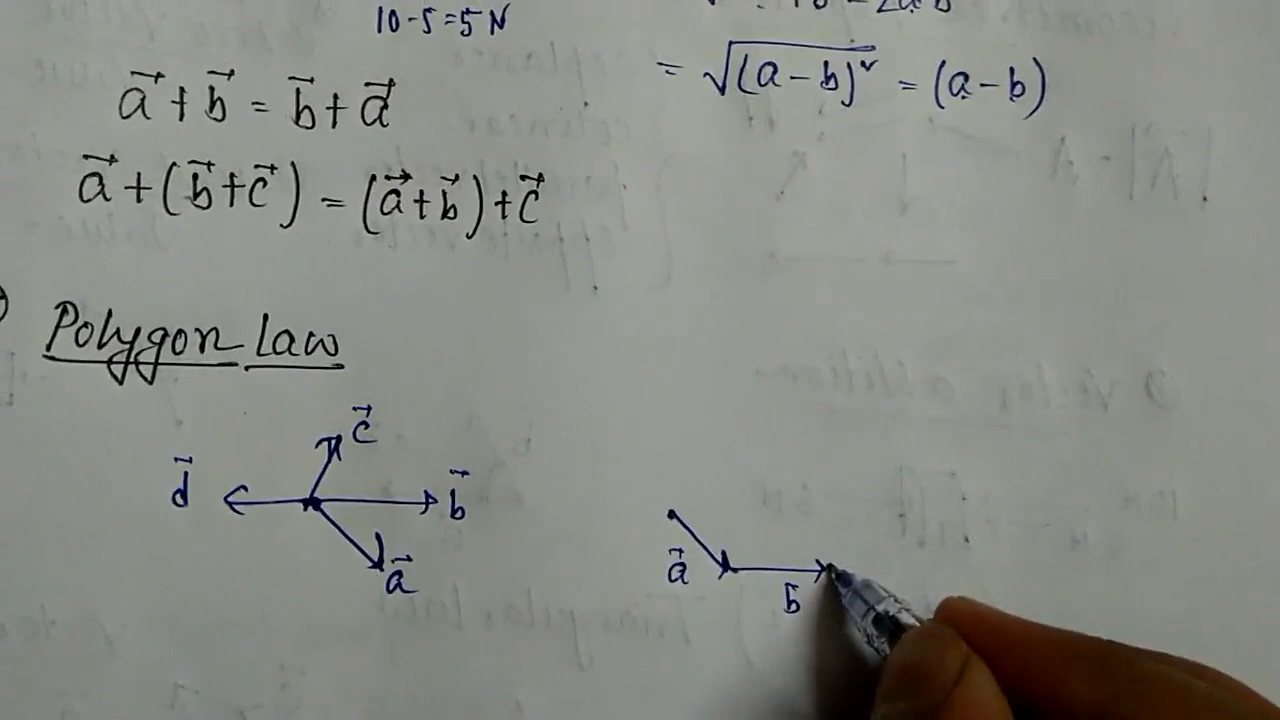 10-5=5N
= √(a-b)² = (a-b)
a⃗ + b⃗ = b⃗ + a⃗
a⃗ + (b⃗ + c⃗) = (a⃗ + b⃗) + c⃗
Polygon Law
c⃗
d⃗
b⃗
a⃗
a⃗
b⃗